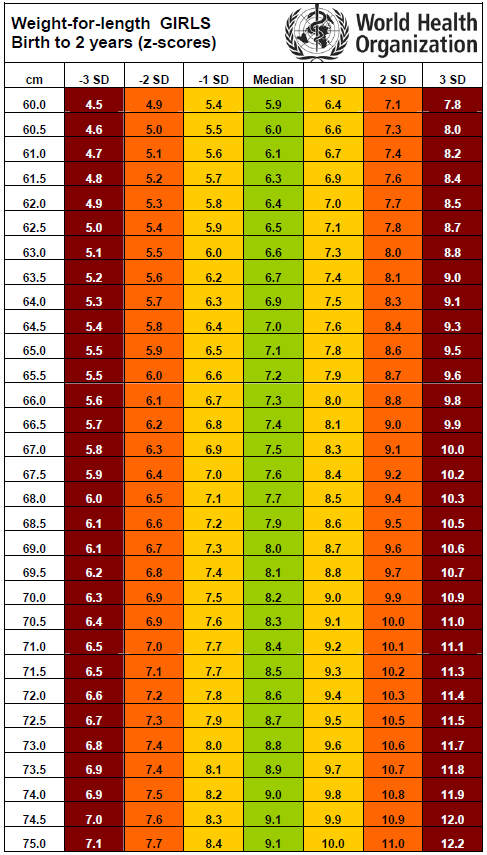 Weight-for-length GIRLS
Birth to 2 years (z-scores)
World Health
Organization
cm -3 SD -2 SD -1 SD Median 1 SD 2 SD 3 SD
60.0 4.5 4.9 5.4 5.9 6.4 7.1 7.8
60.5 4.6 5.0 5.5 6.0 6.6 7.3 8.0
61.0 4.7 5.1 5.6 6.1 6.7 7.4 8.2
61.5 4.8 5.2 5.7 6.3 6.9 7.6 8.4
62.0 4.9 5.3 5.8 6.4 7.0 7.7 8.5
62.5 5.0 5.4 5.9 6.5 7.1 7.8 8.7
63.0 5.1 5.5 6.0 6.6 7.3 8.0 8.8
63.5 5.2 5.6 6.2 6.7 7.4 8.1 9.0
64.0 5.3 5.7 6.3 6.9 7.5 8.3 9.1
64.5 5.4 5.8 6.4 7.0 7.6 8.4 9.3
65.0 5.5 5.9 6.5 7.1 7.8 8.6 9.5
65.5 5.5 6.0 6.6 7.2 7.9 8.7 9.6
66.0 5.6 6.1 6.7 7.3 8.0 8.8 9.8
66.5 5.7 6.2 6.8 7.4 8.1 9.0 9.9
67.0 5.8 6.3 6.9 7.5 8.3 9.1 10.0
67.5 5.9 6.4 7.0 7.6 8.4 9.2 10.2
68.0 6.0 6.5 7.1 7.7 8.5 9.4 10.3
68.5 6.1 6.6 7.2 7.9 8.6 9.5 10.5
69.0 6.1 6.7 7.3 8.0 8.7 9.6 10.6
69.5 6.2 6.8 7.4 8.1 8.8 9.7 10.7
70.0 6.3 6.9 7.5 8.2 9.0 9.9 10.9
70.5 6.4 6.9 7.6 8.3 9.1 10.0 11.0
71.0 6.5 7.0 7.7 8.4 9.2 10.1 11.1
71.5 6.5 7.1 7.7 8.5 9.3 10.2 11.3
72.0 6.6 7.2 7.8 8.6 9.4 10.3 11.4
72.5 6.7 7.3 7.9 8.7 9.5 10.5 11.5
73.0 6.8 7.4 8.0 8.8 9.6 10.6 11.7
73.5 6.9 7.4 8.1 8.9 9.7 10.7 11.8
74.0 6.9 7.5 8.2 9.0 9.8 10.8 11.9
74.5 7.0 7.6 8.3 9.1 9.9 10.9 12.0
75.0 7.1 7.7 8.4 9.1 10.0 11.0 12.2